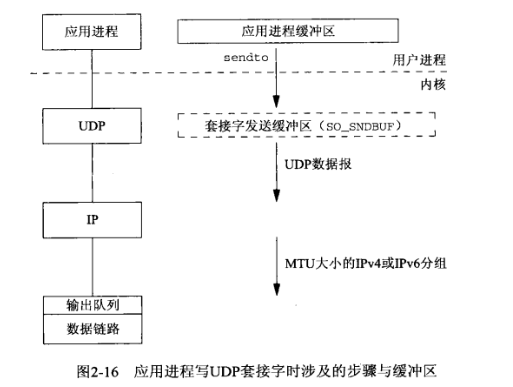 应用进程
应用进程缓冲区
sendto
用户进程
内核
UDP
套接字发送缓冲区（SO_SNDBUF）
UDP数据报
IP
MTU大小的IPv4或IPv6分组
输出队列
数据链路
图2-16 应用进程写UDP套接字时涉及的步骤与缓冲区